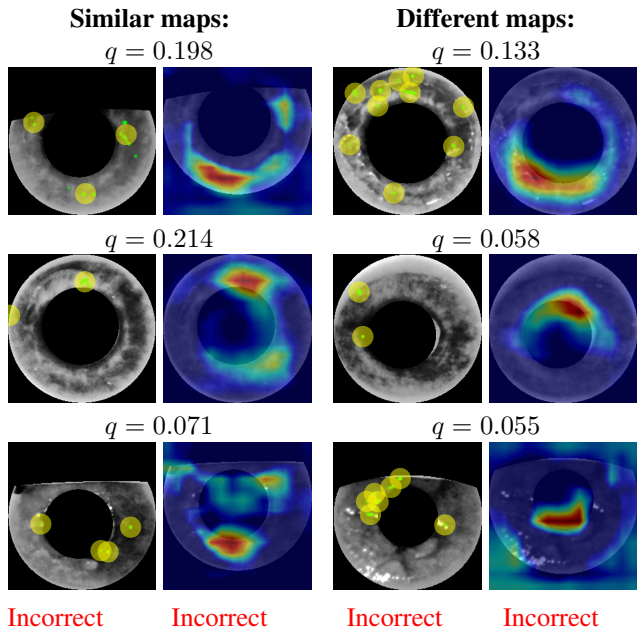 Similar maps: Different maps:
q = 0.198 q = 0.133
q = 0.214 q = 0.058
q = 0.071 q = 0.055
Incorrect Incorrect Incorrect Incorrect